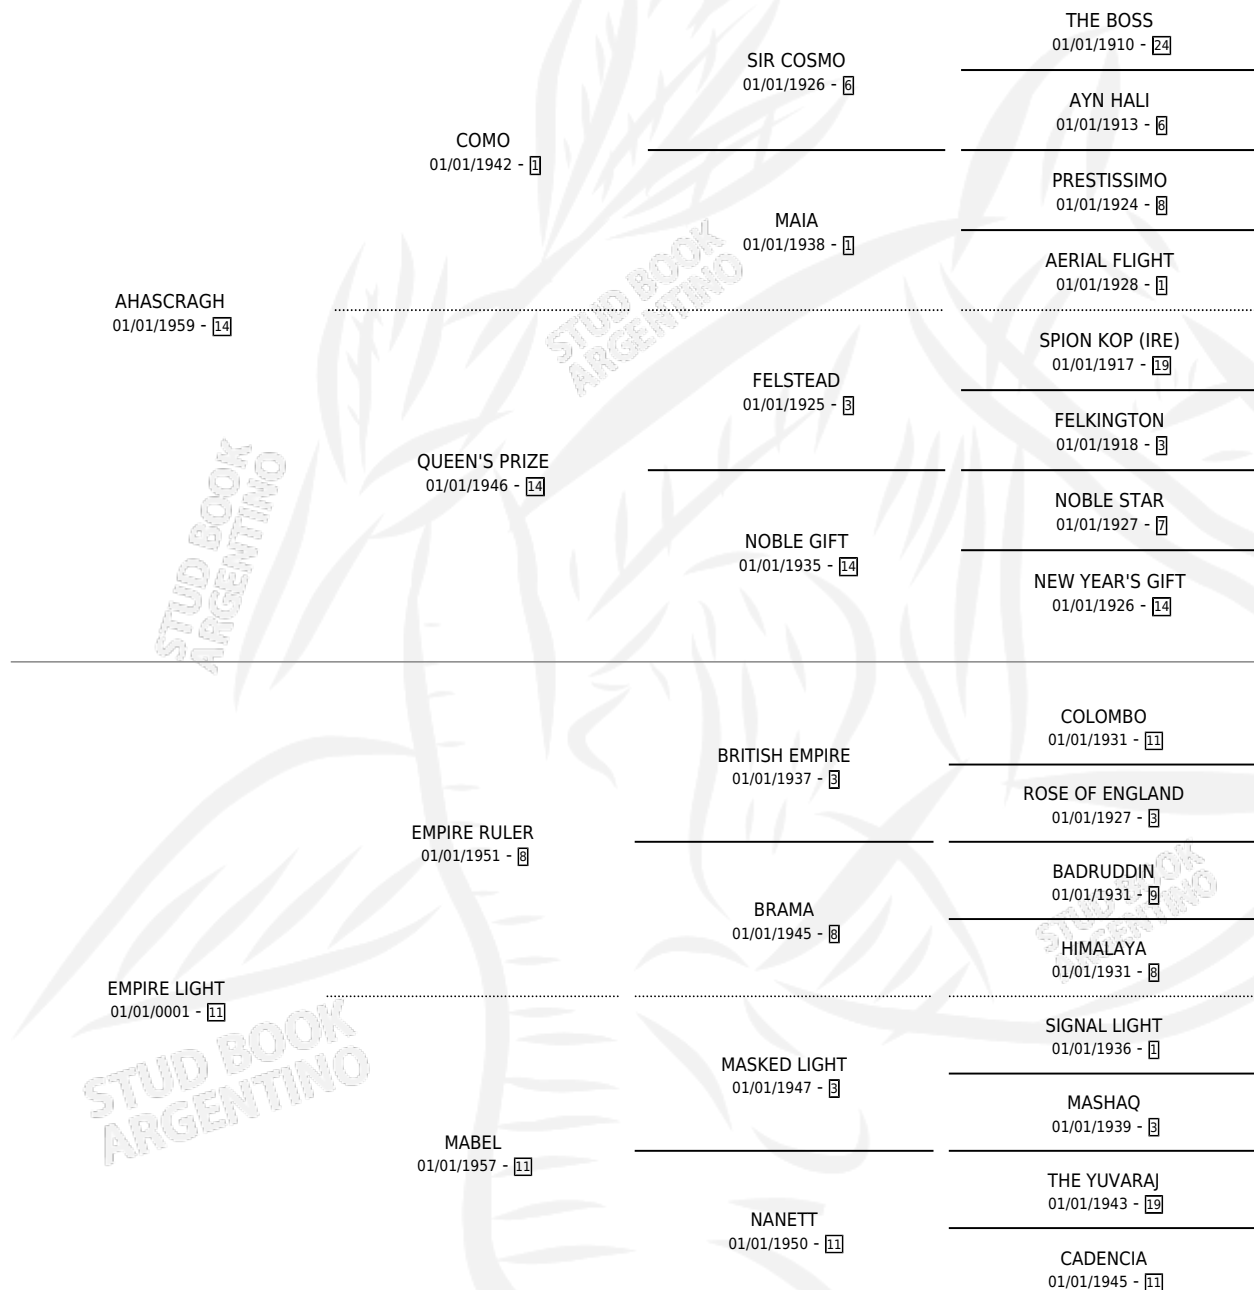 THE BOSS
01/01/1910 - 24
SIR COSMO
01/01/1926 - 6
AYN HALI
01/01/1913 - 6
COMO
01/01/1942 - 1
PRESTISSIMO
01/01/1924 - 8
MAIA
01/01/1938 - 1
AERIAL FLIGHT
01/01/1928 - 1
AHASCRAGH
01/01/1959 - 14
STUD BOOK
ARGENTINO
SPION KOP (IRE)
01/01/1917 - 19
FELSTEAD
01/01/1925 - 3
FELKINGTON
01/01/1918 - 3
QUEEN'S PRIZE
01/01/1946 - 14
NOBLE STAR
01/01/1927 - 7
NOBLE GIFT
01/01/1935 - 14
NEW YEAR'S GIFT
01/01/1926 - 14
STUD BOOK
ARGENTINO
COLOMBO
01/01/1931 - 11
BRITISH EMPIRE
01/01/1937 - 3
ROSE OF ENGLAND
01/01/1927 - 3
EMPIRE RULER
01/01/1951 - 8
BADRUDDIN
01/01/1931 - 9
BRAMA
01/01/1945 - 8
HIMALAYA
01/01/1931 - 8
STUD BOOK
ARGENTINO
EMPIRE LIGHT
01/01/0001 - 11
STUD BOOK
ARGENTINO
SIGNAL LIGHT
01/01/1936 - 1
MASKED LIGHT
01/01/1947 - 3
MASHAQ
01/01/1939 - 3
MABEL
01/01/1957 - 11
THE YUVARAJ
01/01/1943 - 19
NANETT
01/01/1950 - 11
CADENCIA
01/01/1945 - 11